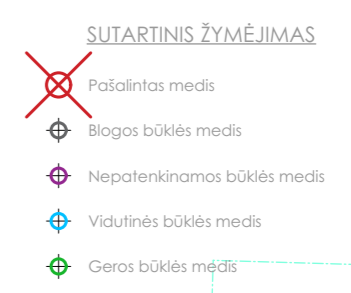 SUTARTINIS ŽYMĖJIMAS
Pašalintas medis
Blogos būklės medis
Nepatenkinamos būklės medis
Vidutinės būklės medis
Geros būklės medis